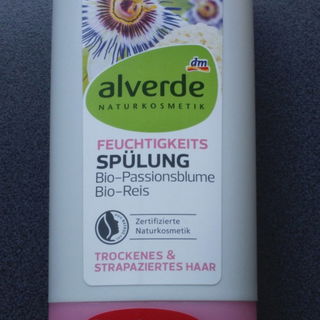 dm
alverde
NATURKOSMETIK
FEUCHTIGKEITS
SPÜLUNG
Bio-Passionsblume
Bio-Reis
Zertifizierte
Naturkosmetik
TROCKENES &
STRAPAZIERTES HAAR